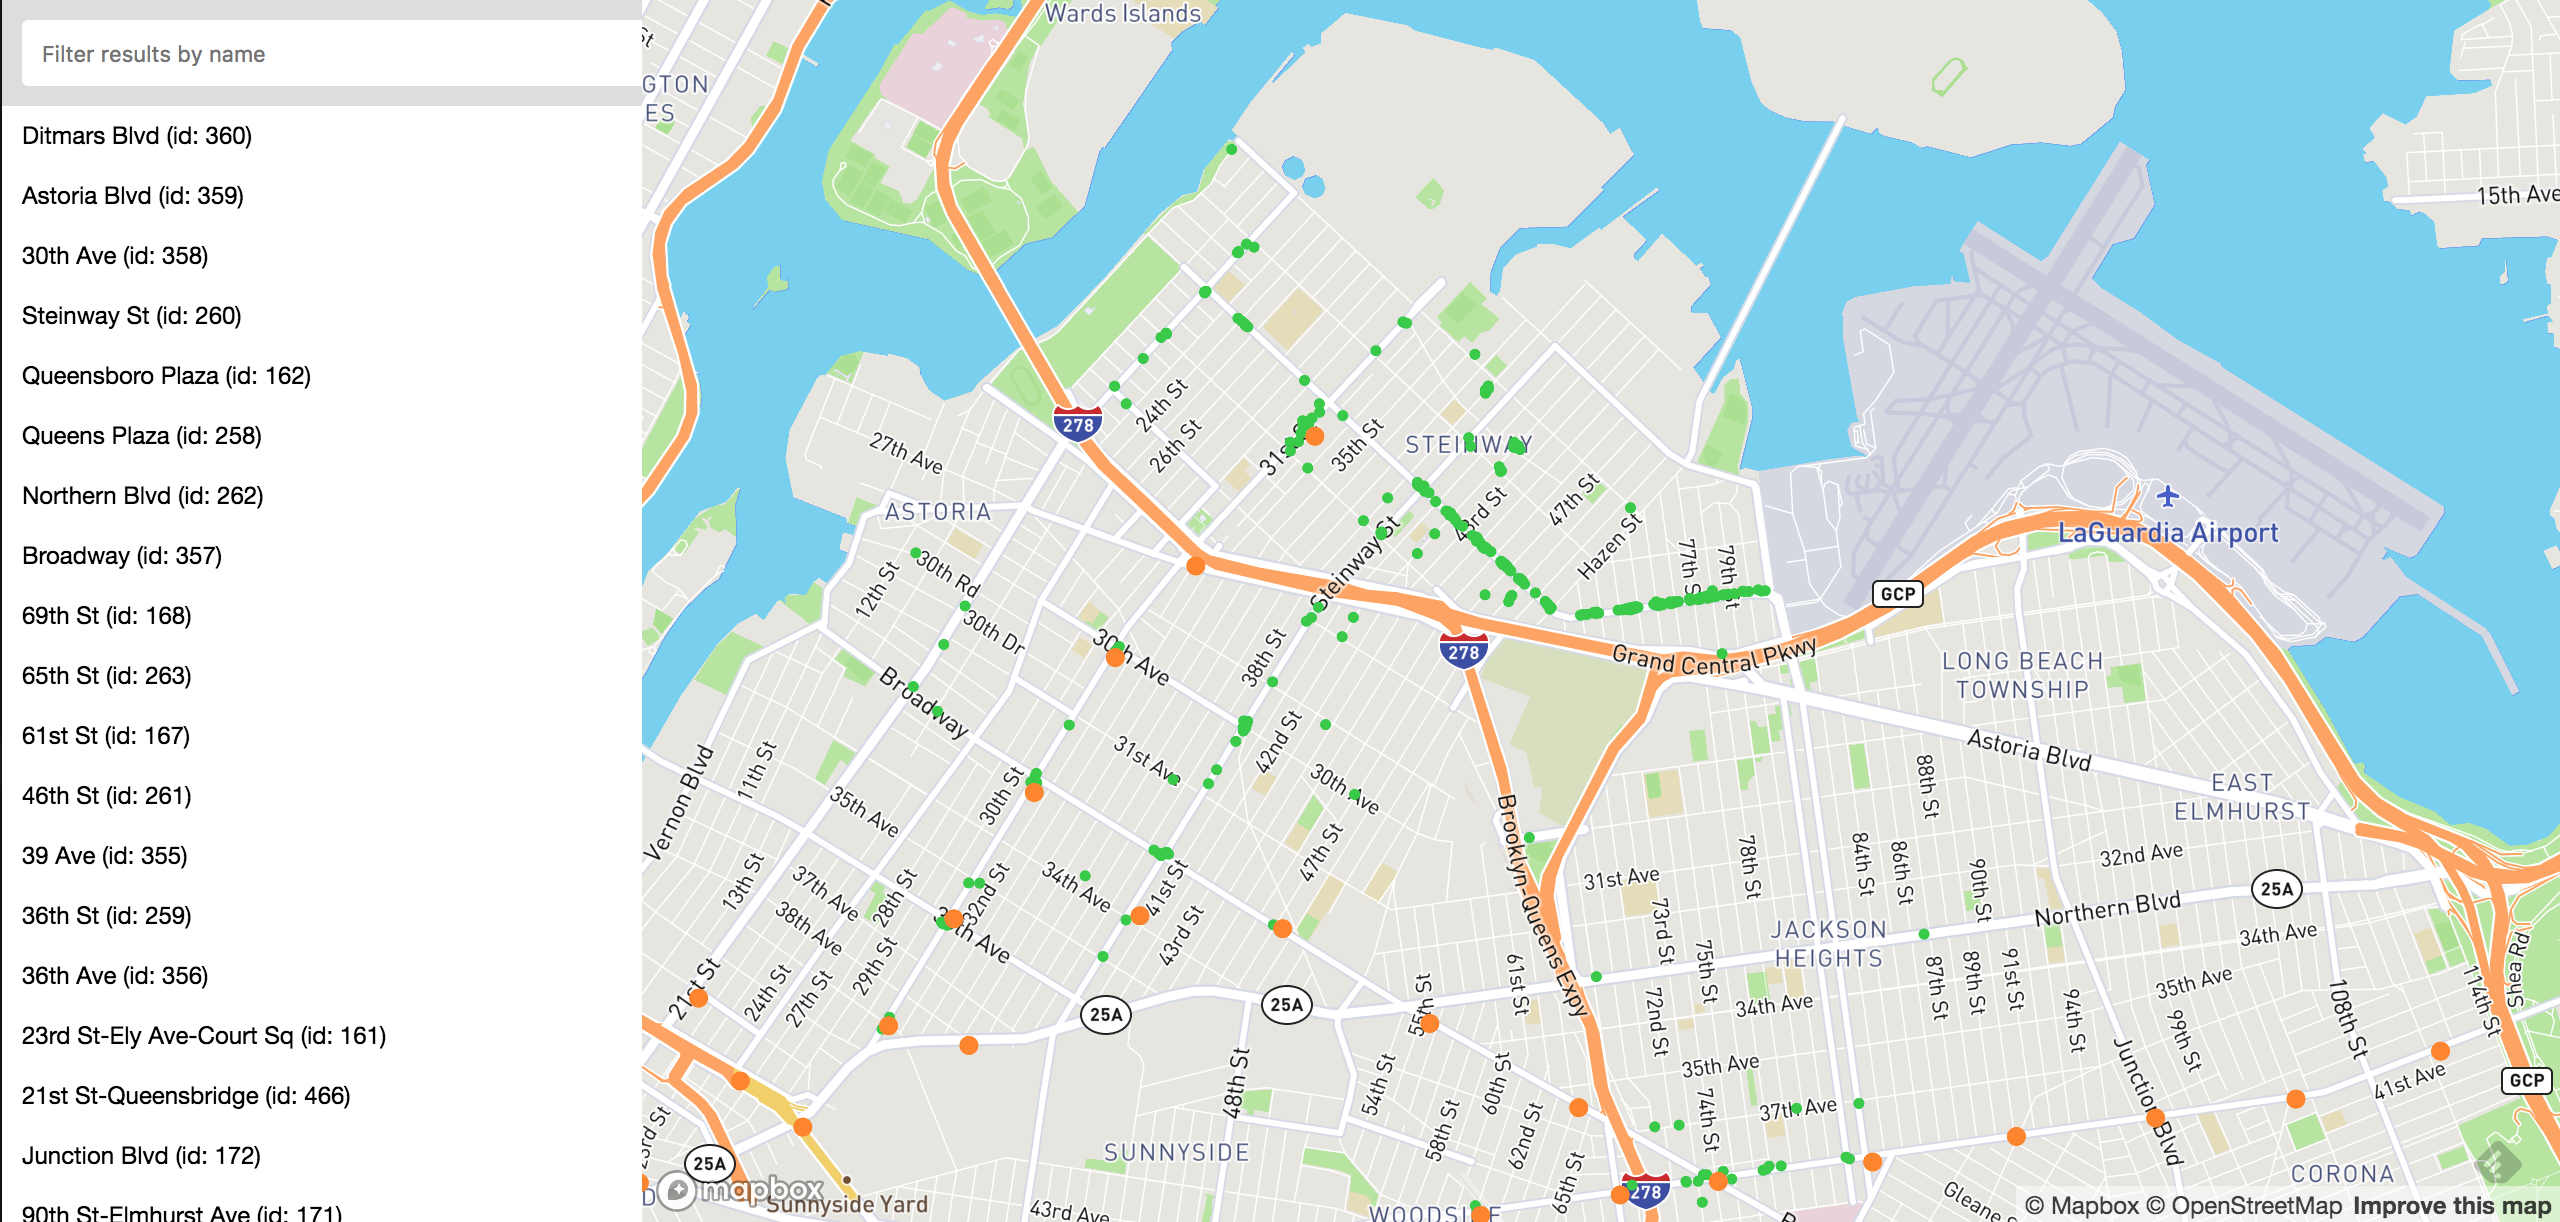 Filter results by name
Ditmars Blvd (id: 360)
Astoria Blvd (id: 359)
30th Ave (id: 358)
Steinway St (id: 260)
Queensboro Plaza (id: 162)
Queens Plaza (id: 258)
Northern Blvd (id: 262)
Broadway (id: 357)
69th St (id: 168)
65th St (id: 263)
61st St (id: 167)
46th St (id: 261)
39 Ave (id: 355)
36th St (id: 259)
36th Ave (id: 356)
23rd St-Ely Ave-Court Sq (id: 161)
21st St-Queensbridge (id: 466)
Junction Blvd (id: 172)
90th St-Elmhurst Ave (id: 171)
Wards Islands
St
GTON
ES
15th Ave
278
24th St
26th St
27th Ave
35th St
STEINWAY
ASTORIA
43rd St
47th St
Hazen St
77th S
79th St
LaGuardia Airport
GCP
12th St
30th Rd
30th Dr
30th Ave
Steinway St
38th St
278
Grand Central Pkwy
LONG BEACH
TOWNSHIP
Broadway
Astoria Blvd
EAST
ELMHURST
Vernon Blvd
11th St
35th Ave
30th St
31st Ave
42nd St
30th Ave
47th St
Brooklyn-Queens Expy
88th St
32nd Ave
25A
13th St
37th Ave
38th Ave
28th St
32nd St
34th Ave
41st St
43rd St
31st Ave
73rd St
75th St
78th St
84th St
86th St
90th St
Northern Blvd
34th Ave
JACKSON
HEIGHTS
21st St
24th St
27th St
29th St
25A
25A
55th St
61st St
72nd St
34th Ave
87th St
89th St
91st St
94th St
35th Ave
99th St
108th St
114th St
Shea Rd
GCP
35th Ave
74th St
37th Ave
Junction Blvd
41st Ave
48th St
54th St
58th St
60th St
62nd St
65th St
SUNNYSIDE
23rd St
25A
mapbox
Sunnyside Yard
43rd Ave
WOODSIDE
278
CORONA
© Mapbox © OpenStreetMap Improve this map